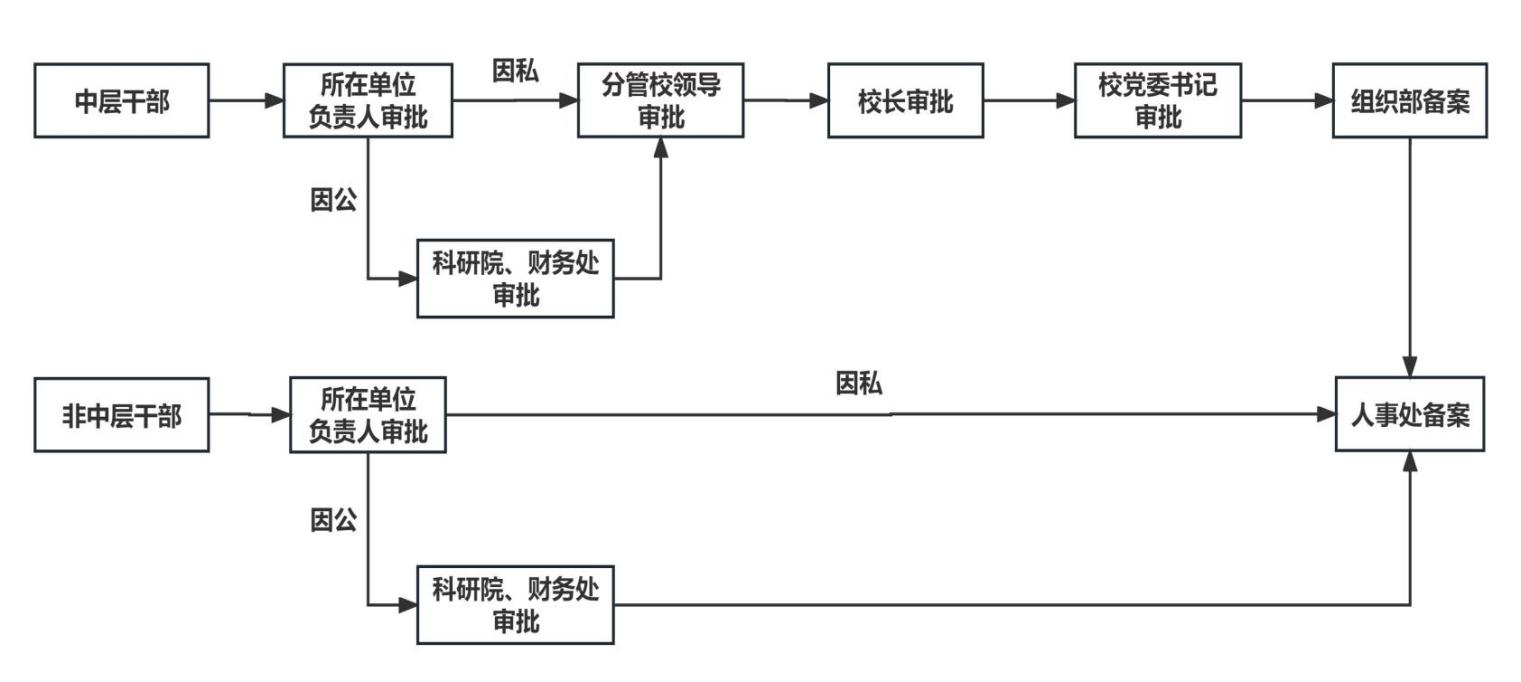 中层干部
所在单位
负责人审批
因私
分管校领导
审批
校长审批
校党委书记
审批
组织部备案
因公
科研院、财务处
审批
非中层干部
所在单位
负责人审批
因私
人事处备案
因公
科研院、财务处
审批